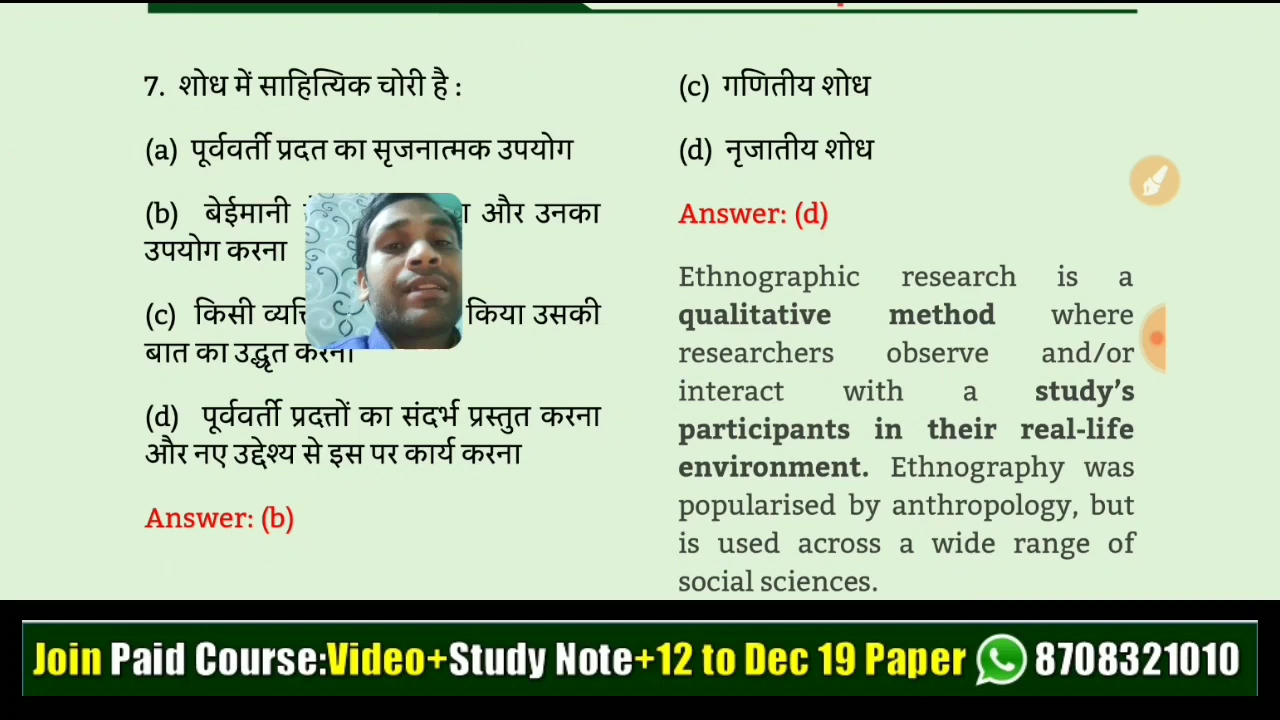 7. शोध में साहित्यिक चोरी है :
(a) पूर्ववर्ती प्रदत का सृजनात्मक उपयोग
(b) बेईमानी और उनका
उपयोग करना
(c) किसी किया उसकी
बात का उद्धृत करना
(d) पूर्ववर्ती प्रदत्तों का संदर्भ प्रस्तुत करना
और नए उद्देश्य से इस पर कार्य करना
Answer: (b)
(c) गणितीय शोध
(d) नृजातीय शोध
Answer: (d)
Ethnographic research is a
qualitative method where
researchers observe and/or
interact with a study’s
participants in their real-life
environment. Ethnography was
popularised by anthropology, but
is used across a wide range of
social sciences.
Join Paid Course:Video+Study Note+12 to Dec 19 Paper 8708321010